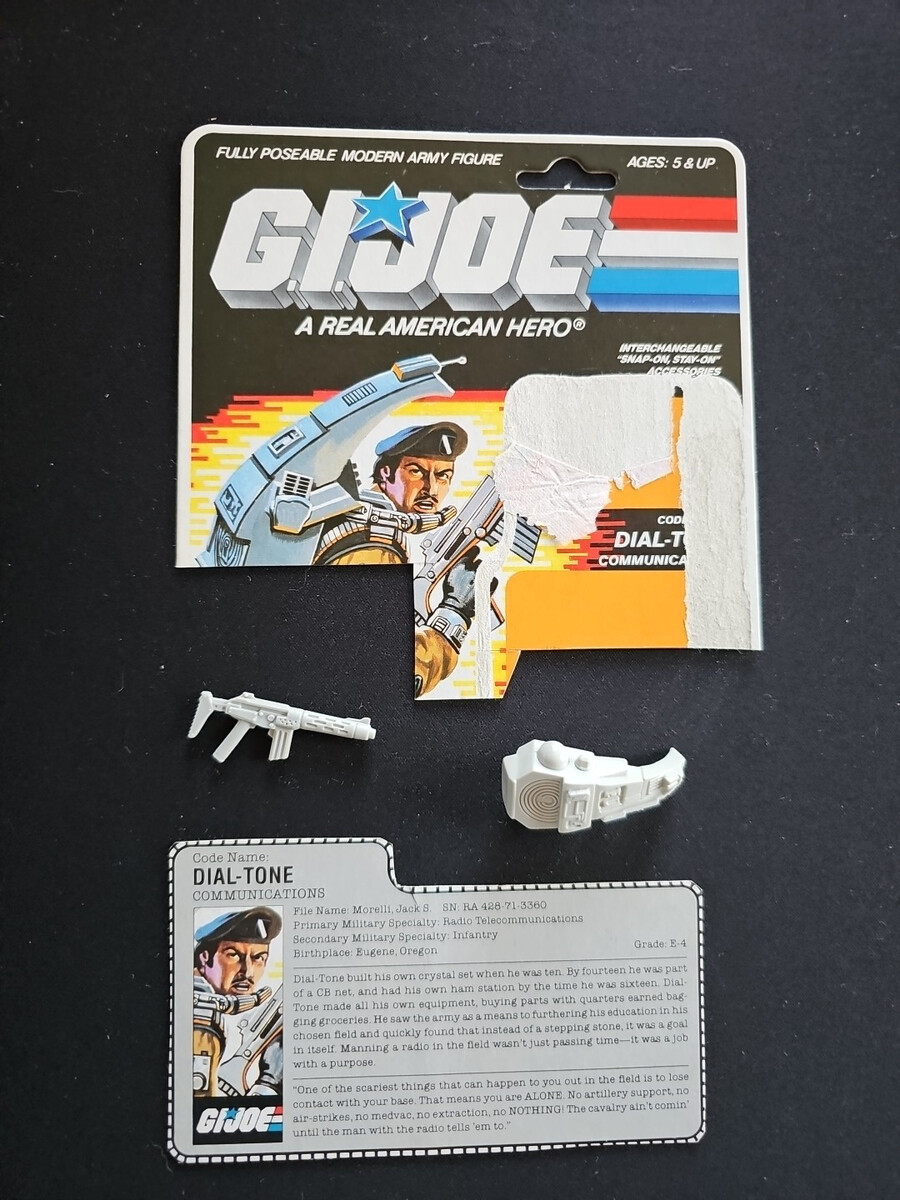 FULLY POSEABLE MODERN ARMY FIGURE
AGES: 5 & UP
G.I.JOE
A REAL AMERICAN HERO®
INTERCHANGEABLE
"SNAP-ON, STAY-ON"
ACCESSORIES
COD
DIAL-T
COMMUNICA
Code Name:
DIAL-TONE
COMMUNICATIONS
File Name: Morelli, Jack S. SN: RA 428-71-3360
Primary Military Specialty: Radio Telecommunications
Secondary Military Specialty: Infantry
Birthplace: Eugene, Oregon
Grade: E-4
Dial-Tone built his own crystal set when he was ten. By fourteen he was part
of a CB net, and had his own ham station by the time he was sixteen. Dial-
Tone made all his own equipment, buying parts with quarters earned bag-
ging groceries. He saw the army as a means to furthering his education in his
chosen field and quickly found that instead of a stepping stone, it was a goal
in itself. Manning a radio in the field wasn't just passing time—it was a job
with a purpose.
"One of the scariest things that can happen to you out in the field is to lose
contact with your base. That means you are ALONE. No artillery support, no
air-strikes, no medvac, no extraction, no NOTHING! The cavalry ain't comin'
until the man with the radio tells 'em to."
GI JOE